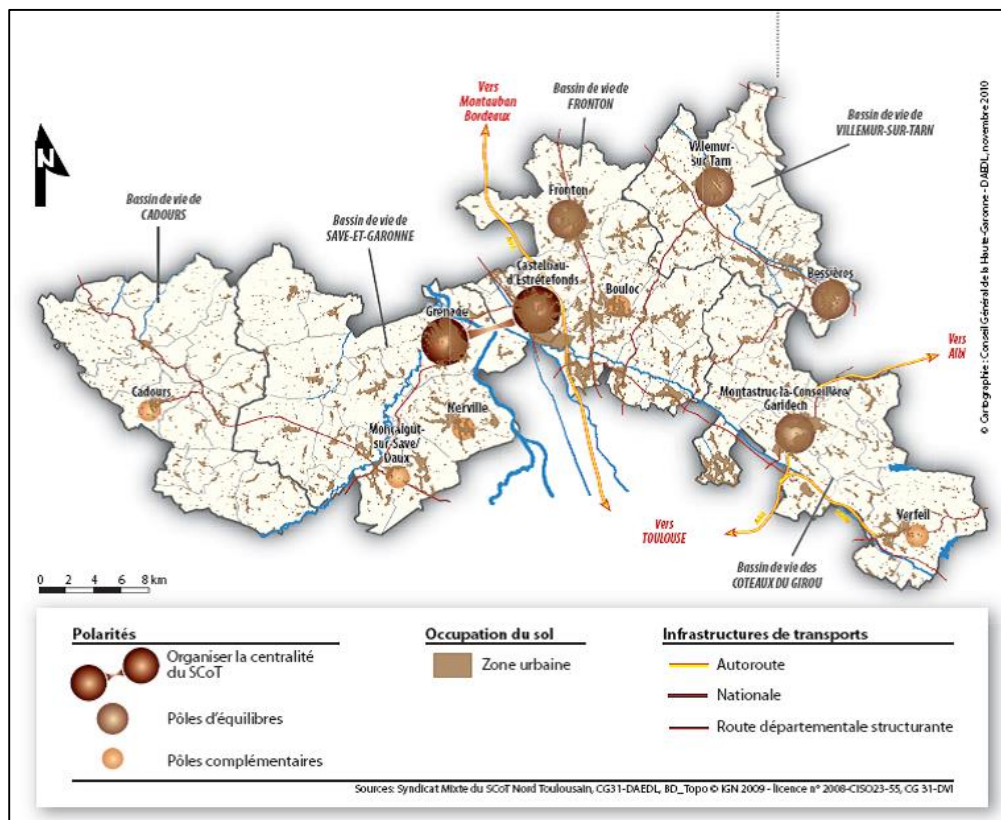 Vers
Montauban
Bordeaux
Bassin de vie de
FRONTON
Bassin de vie de
VILLEMUR-SUR-TARN
Villemur-
sur-Tarn
N
Bassin de vie de
CADOURS
Bassin de vie de
SAVE-ET-GARONNE
Fronton
Castelnau-
d'Estrétefonds
Bouloc
Bessières
Grenade
Vers
Albi
Cadours
Merville
Montaigut-
sur-Save/
Daux
Montastruc-la-Conseillère/
Garidech
Verfeil
Vers
TOULOUSE
Bassin de vie des
COTEAUX DU GIROU
© Cartographie : Conseil Général de la Haute-Garonne - DAEDL, novembre 2010
0 2 4 6 8 km
Polarités
Organiser la centralité
du SCoT
Pôles d'équilibres
Pôles complémentaires
Occupation du sol
Zone urbaine
Infrastructures de transports
Autoroute
Nationale
Route départementale structurante
Sources: Syndicat Mixte du SCoT Nord Toulousain, CG31-DAEDL, BD_Topo © IGN 2009 - licence n° 2008-CISO23-55, CG 31-DVI